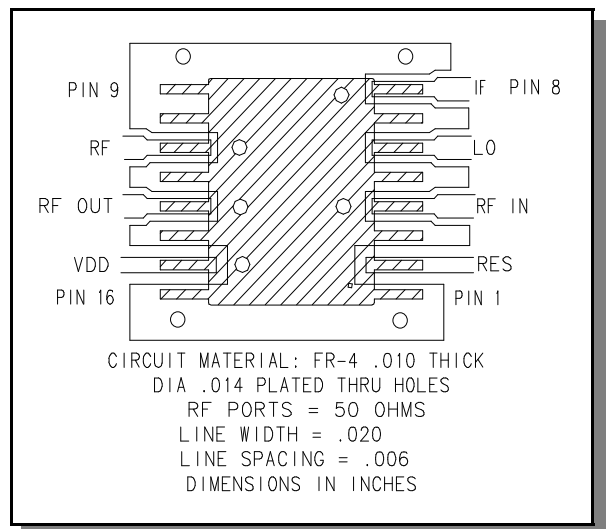 PIN 9
IF PIN 8
RF
LO
RF OUT
RF IN
VDD
RES
PIN 16
PIN 1
CIRCUIT MATERIAL: FR-4 .010 THICK
DIA .014 PLATED THRU HOLES
RF PORTS = 50 OHMS
LINE WIDTH = .020
LINE SPACING = .006
DIMENSIONS IN INCHES